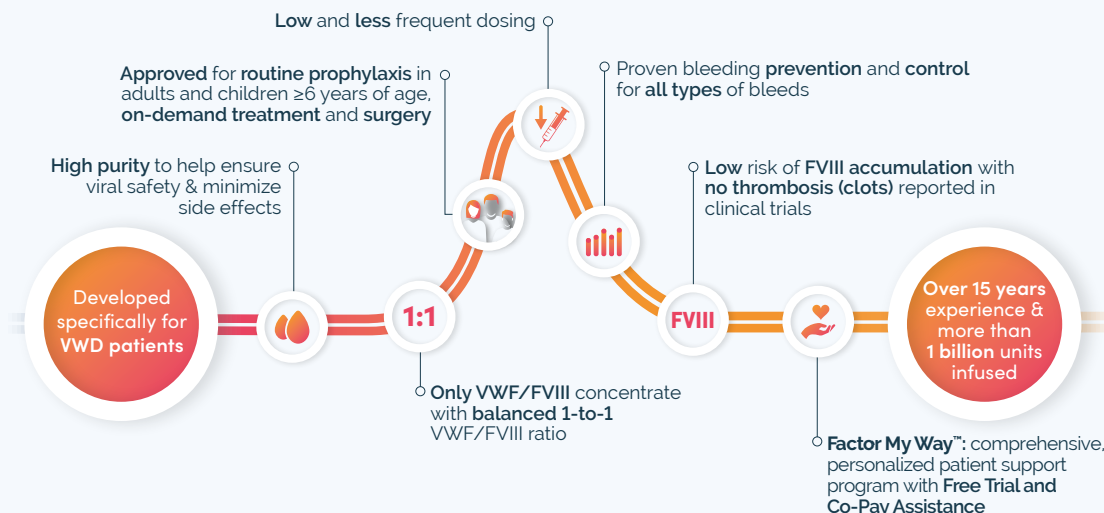 Low and less frequent dosing
Approved for routine prophylaxis in
adults and children ≥6 years of age,
on-demand treatment and surgery
Proven bleeding prevention and control
for all types of bleeds
High purity to help ensure
viral safety & minimize
side effects
Low risk of FVIII accumulation with
no thrombosis (clots) reported in
clinical trials
Developed
specifically for
VWD patients
1:1
FVIII
Over 15 years
experience &
more than
1 billion units
infused
Only VWF/FVIII concentrate
with balanced 1-to-1
VWF/FVIII ratio
Factor My Way™: comprehensive,
personalized patient support
program with Free Trial and
Co-Pay Assistance